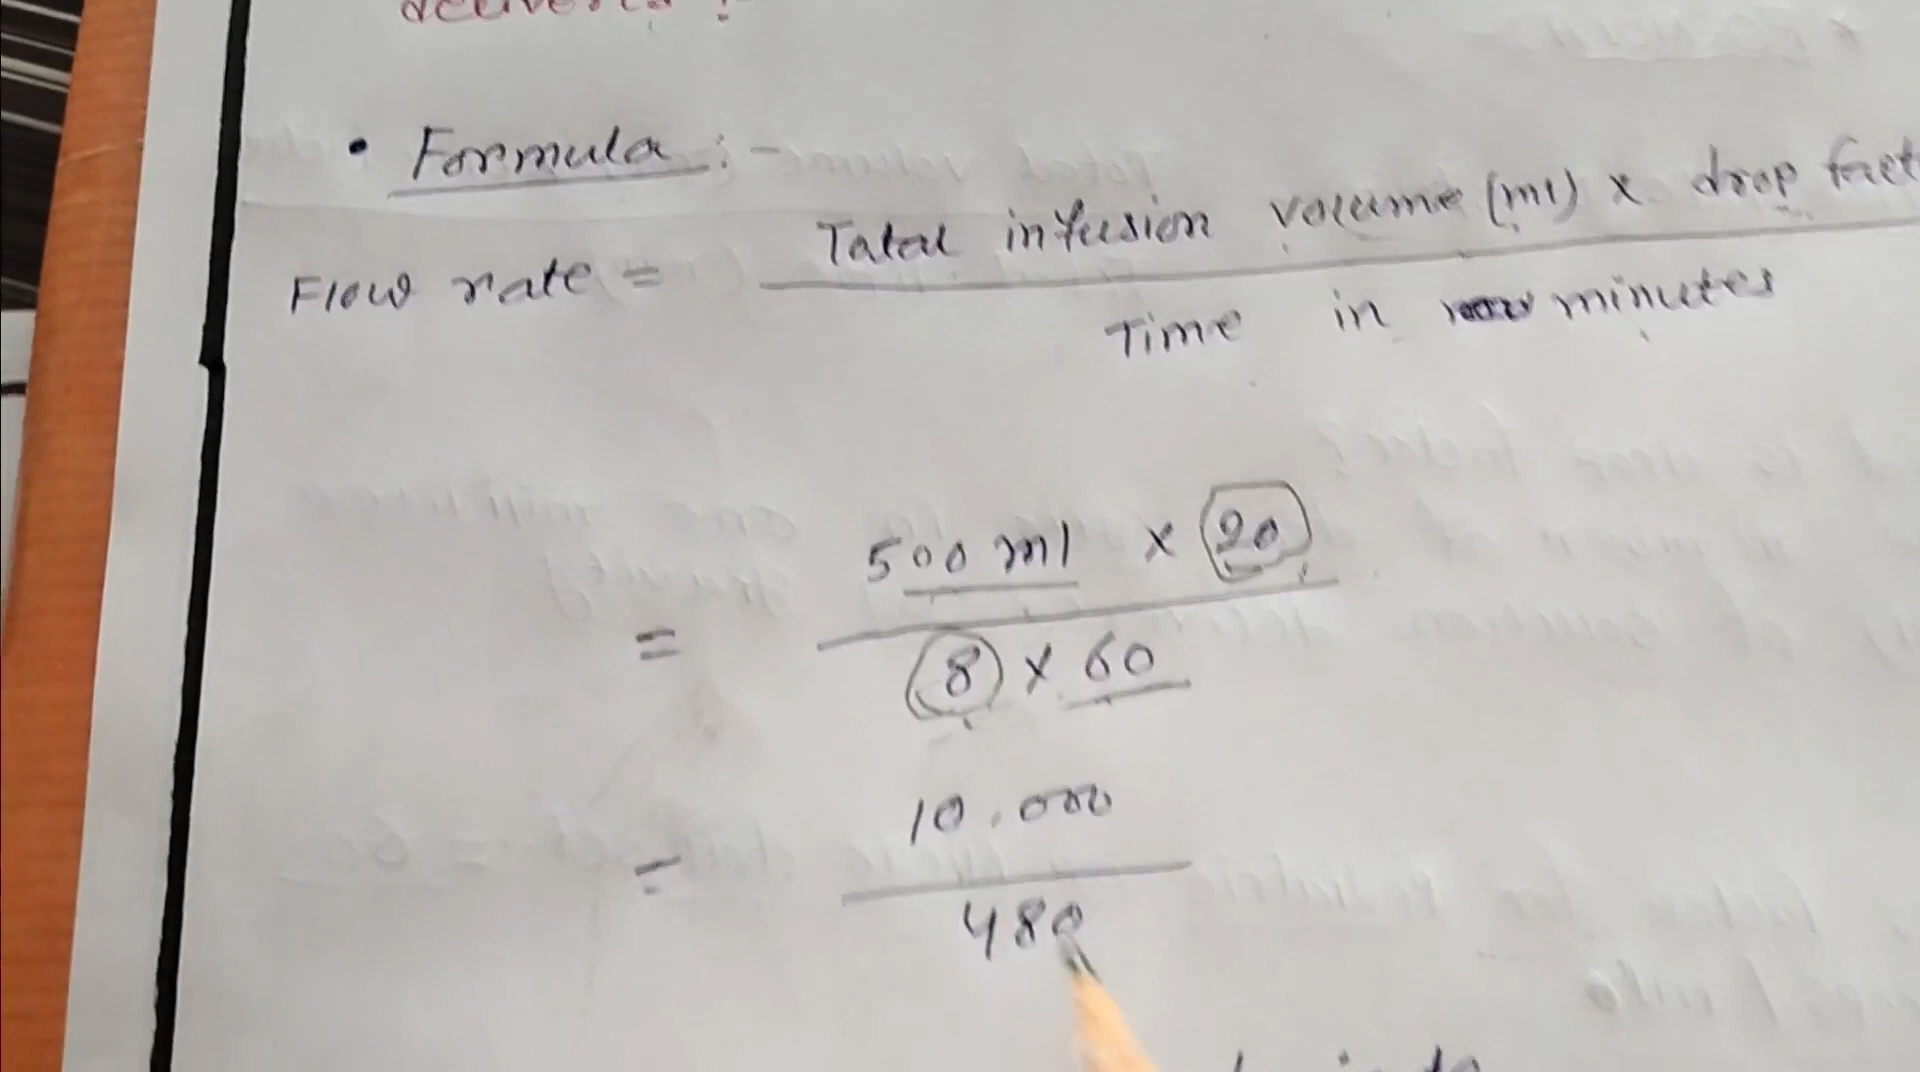 • Formula :-
Flow rate = Total infusion volume (ml) x drop fact
Time in minutes
= 500 ml x 20
8 x 60
= 10,000
480